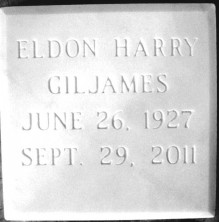 ELDON HARRY
GILJAMES
JUNE 26, 1927
SEPT. 29, 2011